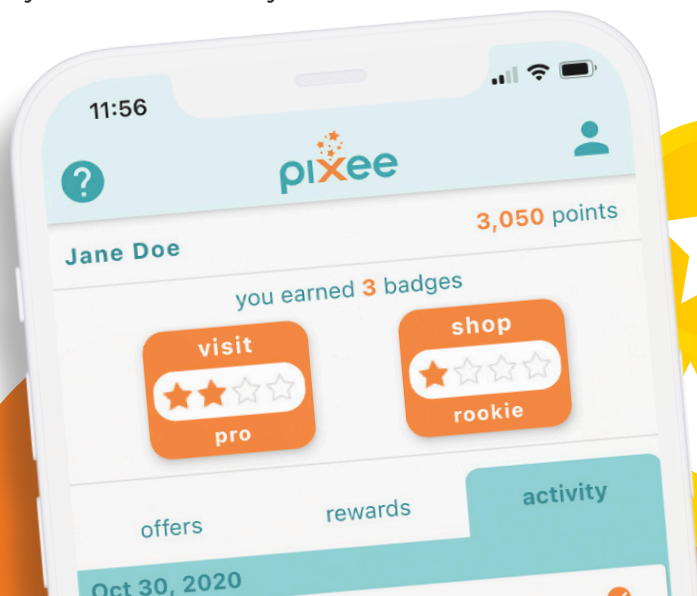 11:56
?
pixee
Jane Doe
3,050 points
you earned 3 badges
visit
pro
shop
rookie
offers
rewards
activity
Oct 30, 2020